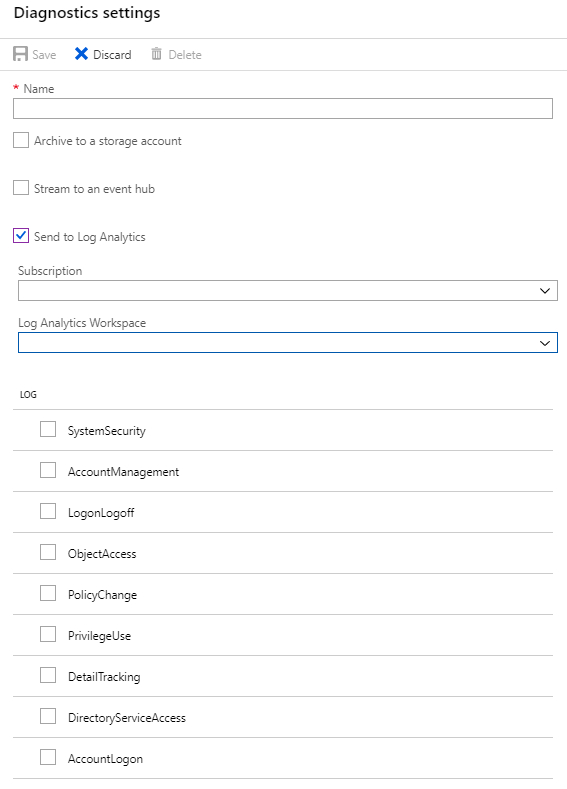 Diagnostics settings
Save Discard Delete
* Name
Archive to a storage account
Stream to an event hub
Send to Log Analytics
Subscription
Log Analytics Workspace
LOG
SystemSecurity
AccountManagement
LogonLogoff
ObjectAccess
PolicyChange
PrivilegeUse
DetailTracking
DirectoryServiceAccess
AccountLogon